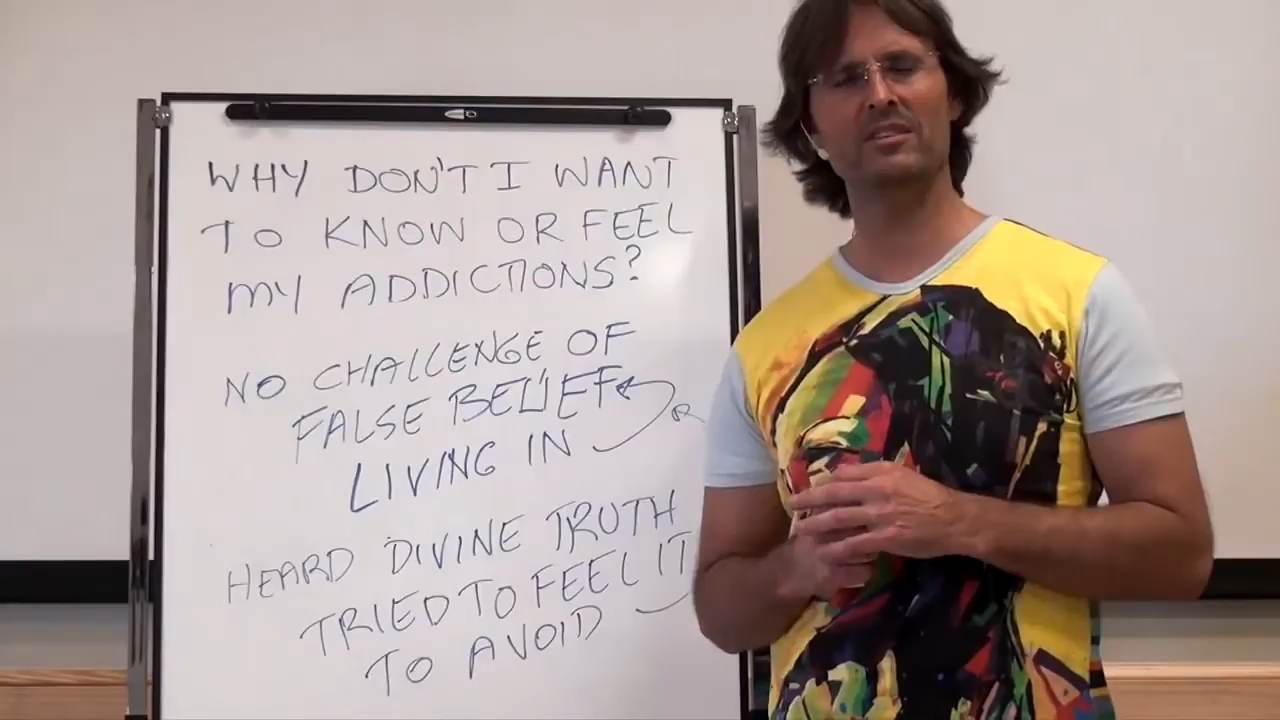 WHY DON'T I WANT
TO KNOW OR FEEL
MY ADDICTIONS?
NO CHALLENGE OF
FALSE BELIEF
LIVING IN
HEARD DIVINE TRUTH
TRIED TO FEEL IT
TO AVOID